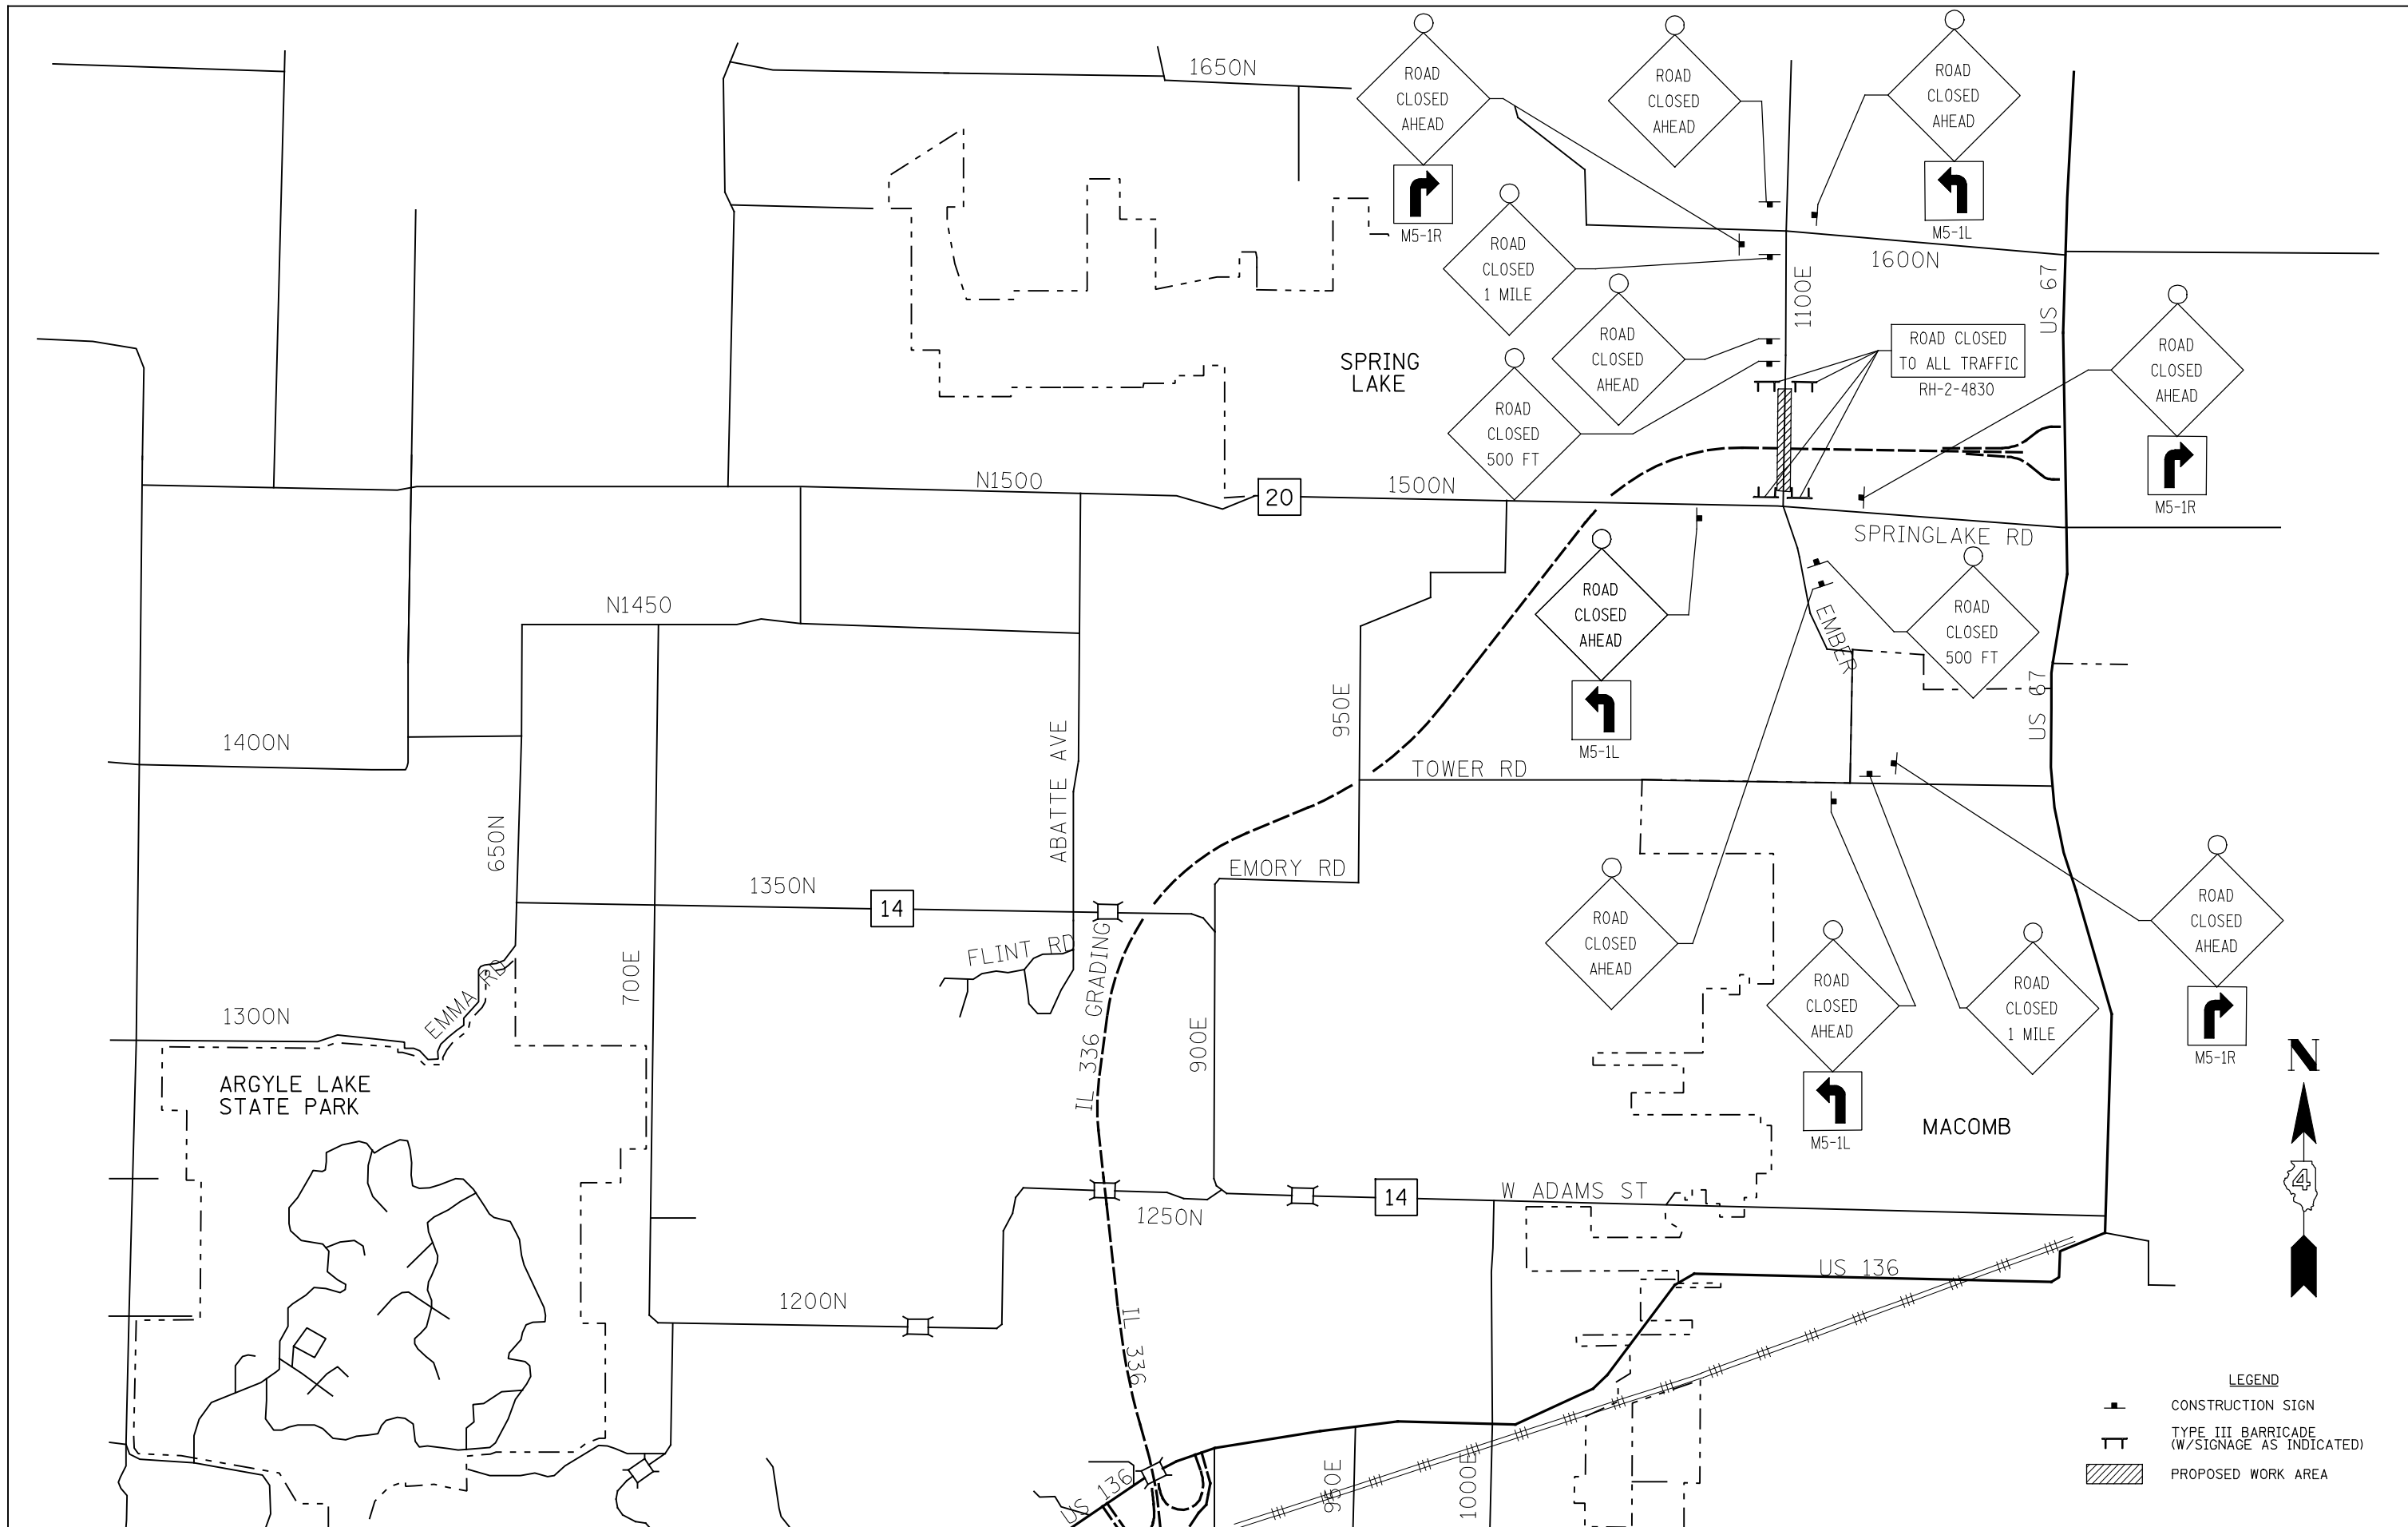 1650N
ROAD
CLOSED
AHEAD
M5-1R
ROAD
CLOSED
AHEAD
ROAD
CLOSED
AHEAD
M5-1L
ROAD
CLOSED
1 MILE
1100E
1600N
US 67
ROAD
CLOSED
AHEAD
ROAD CLOSED
TO ALL TRAFFIC
RH-2-4830
ROAD
CLOSED
AHEAD
M5-1R
SPRING
LAKE
ROAD
CLOSED
500 FT
N1500
20
1500N
SPRINGLAKE RD
ROAD
CLOSED
AHEAD
M5-1L
EMBER
ROAD
CLOSED
500 FT
N1450
950E
US 67
1400N
ABATTE AVE
TOWER RD
650N
EMORY RD
1350N
14
ROAD
CLOSED
AHEAD
ROAD
CLOSED
AHEAD
M5-1L
ROAD
CLOSED
1 MILE
ROAD
CLOSED
AHEAD
M5-1R
FLINT RD
IL 336 GRADING
700E
EMMA RD
1300N
900E
ARGYLE LAKE
STATE PARK
MACOMB
N
4
W ADAMS ST
14
1250N
US 136
1200N
IL 336
US 136
950E
1000E
LEGEND
CONSTRUCTION SIGN
TYPE III BARRICADE
(W/SIGNAGE AS INDICATED)
PROPOSED WORK AREA